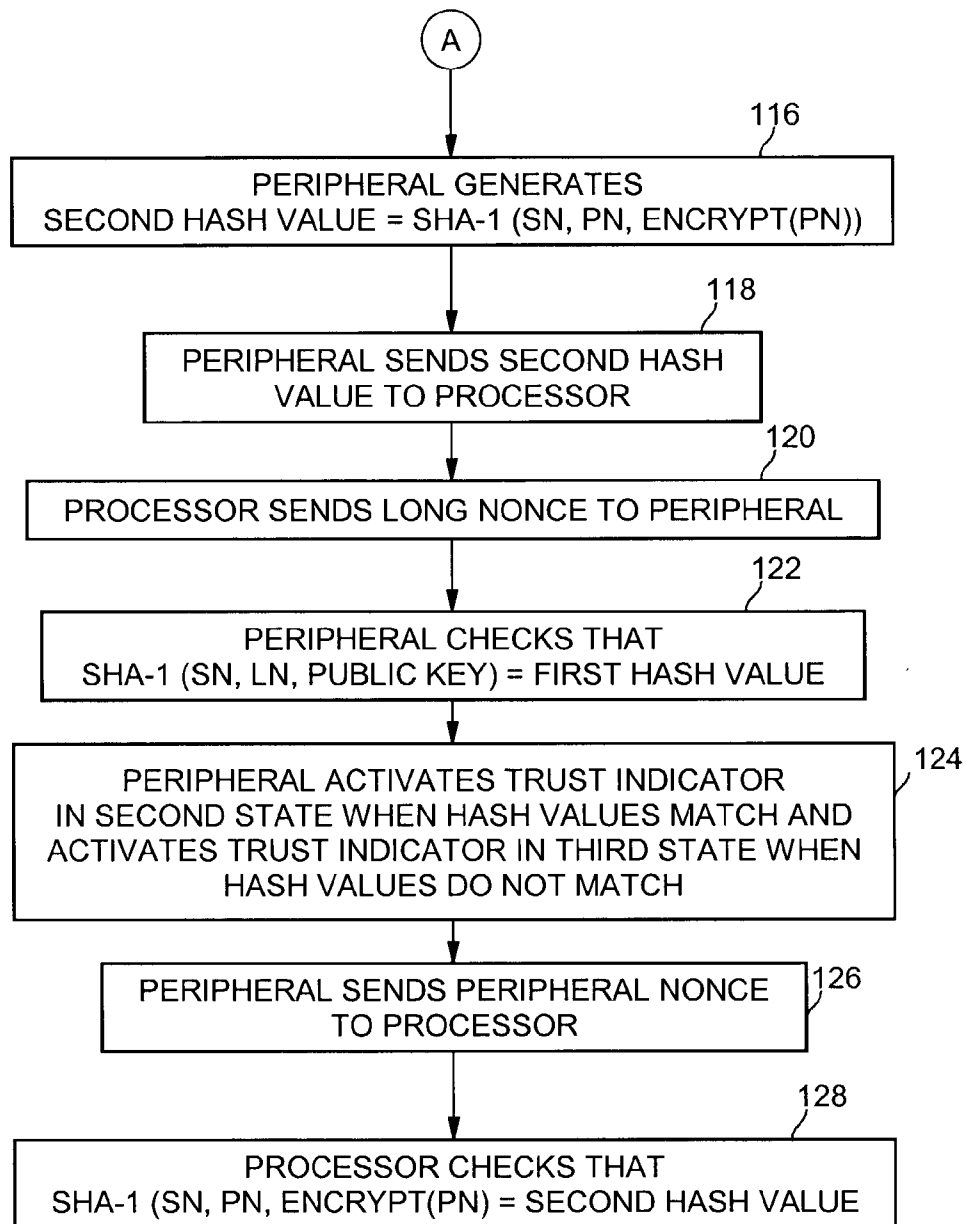 A
116
PERIPHERAL GENERATES
SECOND HASH VALUE = SHA-1 (SN, PN, ENCRYPT(PN))
118
PERIPHERAL SENDS SECOND HASH
VALUE TO PROCESSOR
120
PROCESSOR SENDS LONG NONCE TO PERIPHERAL
122
PERIPHERAL CHECKS THAT
SHA-1 (SN, LN, PUBLIC KEY) = FIRST HASH VALUE
124
PERIPHERAL ACTIVATES TRUST INDICATOR
IN SECOND STATE WHEN HASH VALUES MATCH AND
ACTIVATES TRUST INDICATOR IN THIRD STATE WHEN
HASH VALUES DO NOT MATCH
126
PERIPHERAL SENDS PERIPHERAL NONCE
TO PROCESSOR
128
PROCESSOR CHECKS THAT
SHA-1 (SN, PN, ENCRYPT(PN) = SECOND HASH VALUE